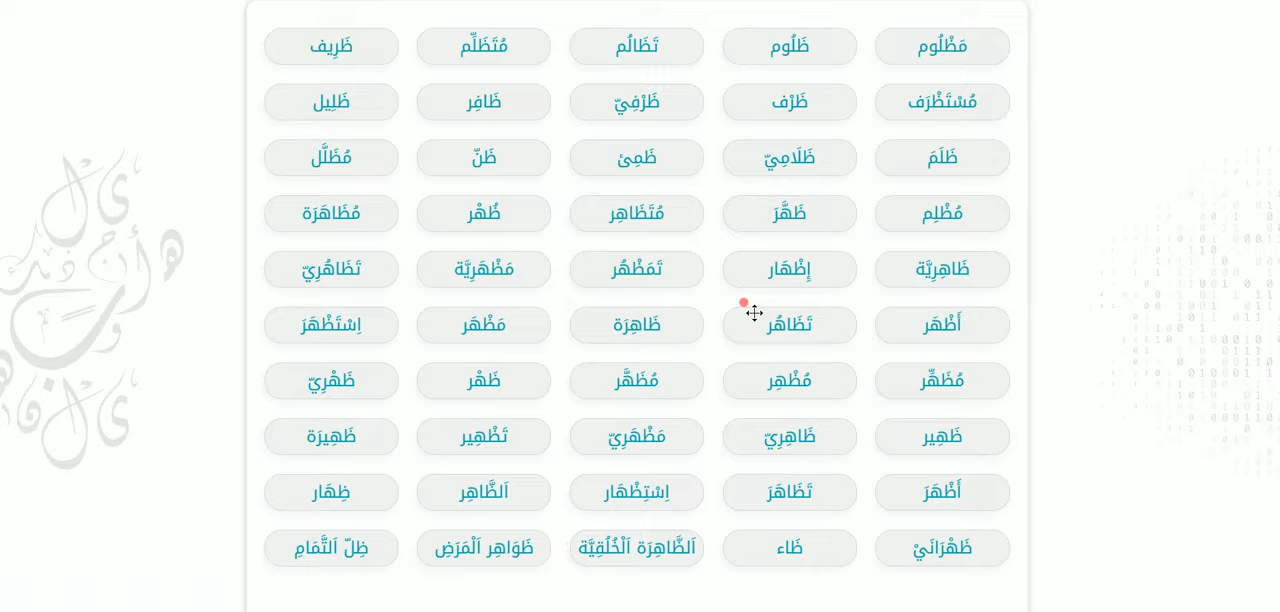 مَظْلُوم ظَلُوم تَظَالُم مُتَظَلِّم ظَرِيف
مُسْتَظْرَف ظَرْف ظَرْفِيّ ظَافِر ظَلِيل
ظَلَمَ ظَلَامِيّ ظَمِئ ظَنّ مُظَلَّل
مُظْلِم ظَهَّرَ مُتَظَاهِر ظُهْر مُظَاهَرَة
ظَاهِرِيَّة إِظْهَار تَمَظْهُر مَظْهَرِيَّة تَظَاهُرِيّ
أَظْهَر تَظَاهُر ظَاهِرَة مَظْهَر اِسْتَظْهَرَ
مُظَهِّر مُظْهِر مُظَهَّر ظَهْر ظَهْرِيّ
ظَهِير ظَاهِرِيّ مَظْهَرِيّ تَظْهِير ظَهِيرَة
أَظْهَرَ تَظَاهَرَ اِسْتِظْهَار اَلظَّاهِر ظِهَار
ظَهْرَانَيْ ظَاء اَلظَّاهِرَة اَلْخُلُقِيَّة ظَوَاهِر اَلْمَرَضِ ظِلّ اَلتَّمَامِ